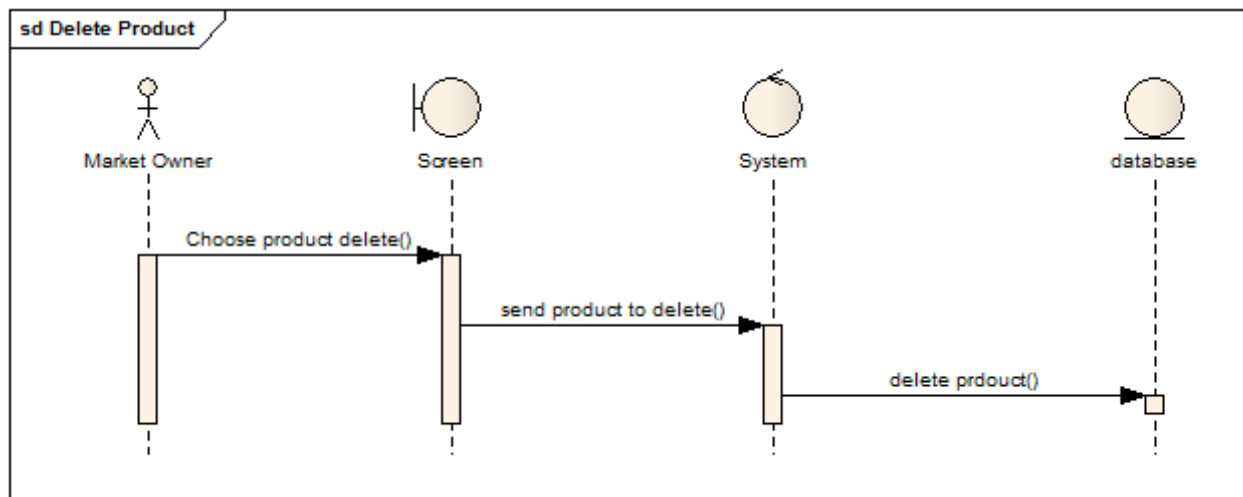 sd Delete Product
Market Owner
Screen
System
database
Choose product delete()
send product to delete()
delete prdouct()